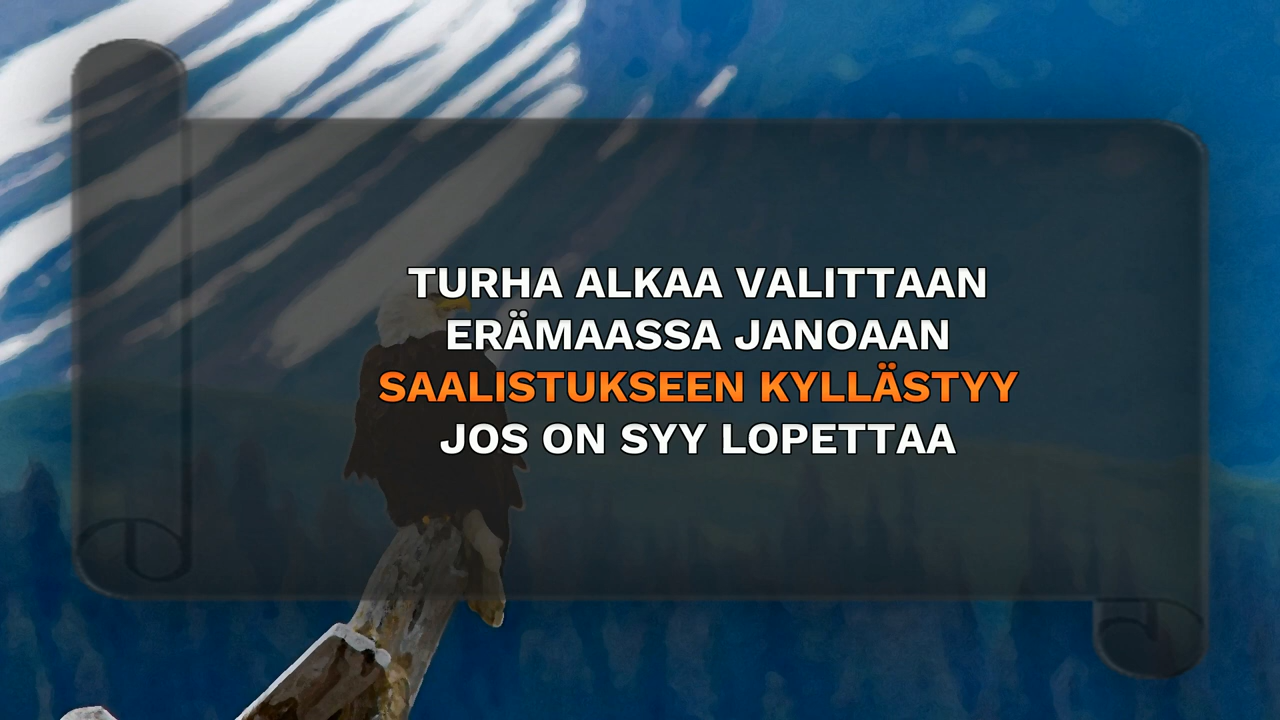 TURHA ALKAA VALITTAAN
ERÄMAASSA JANOAAN
SAALISTUKSEEN KYLLÄSTYY
JOS ON SYY LOPETTAA